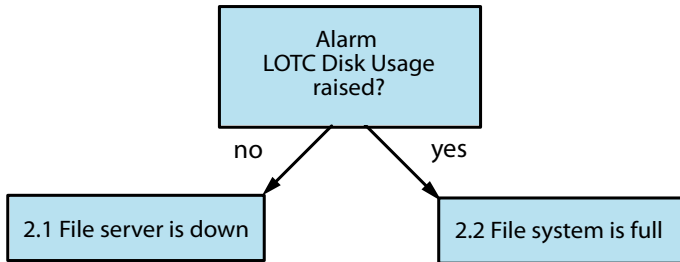 Alarm
LOTC Disk Usage
raised?
no
yes
2.1 File server is down
2.2 File system is full